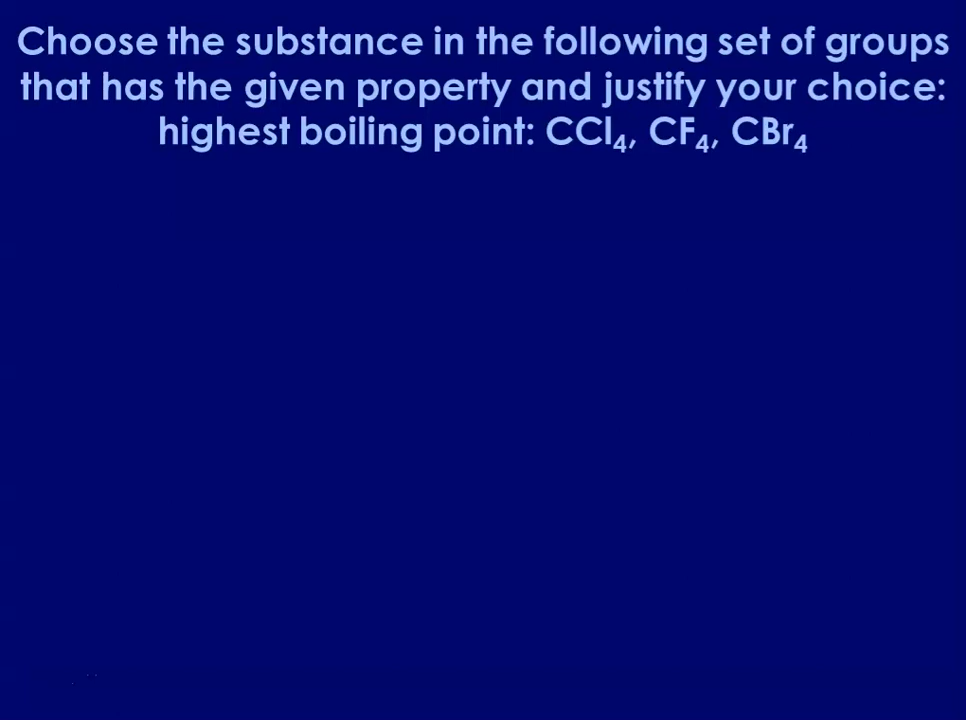 Choose the substance in the following set of groups
that has the given property and justify your choice:
highest boiling point: CCl₄, CF₄, CBr₄